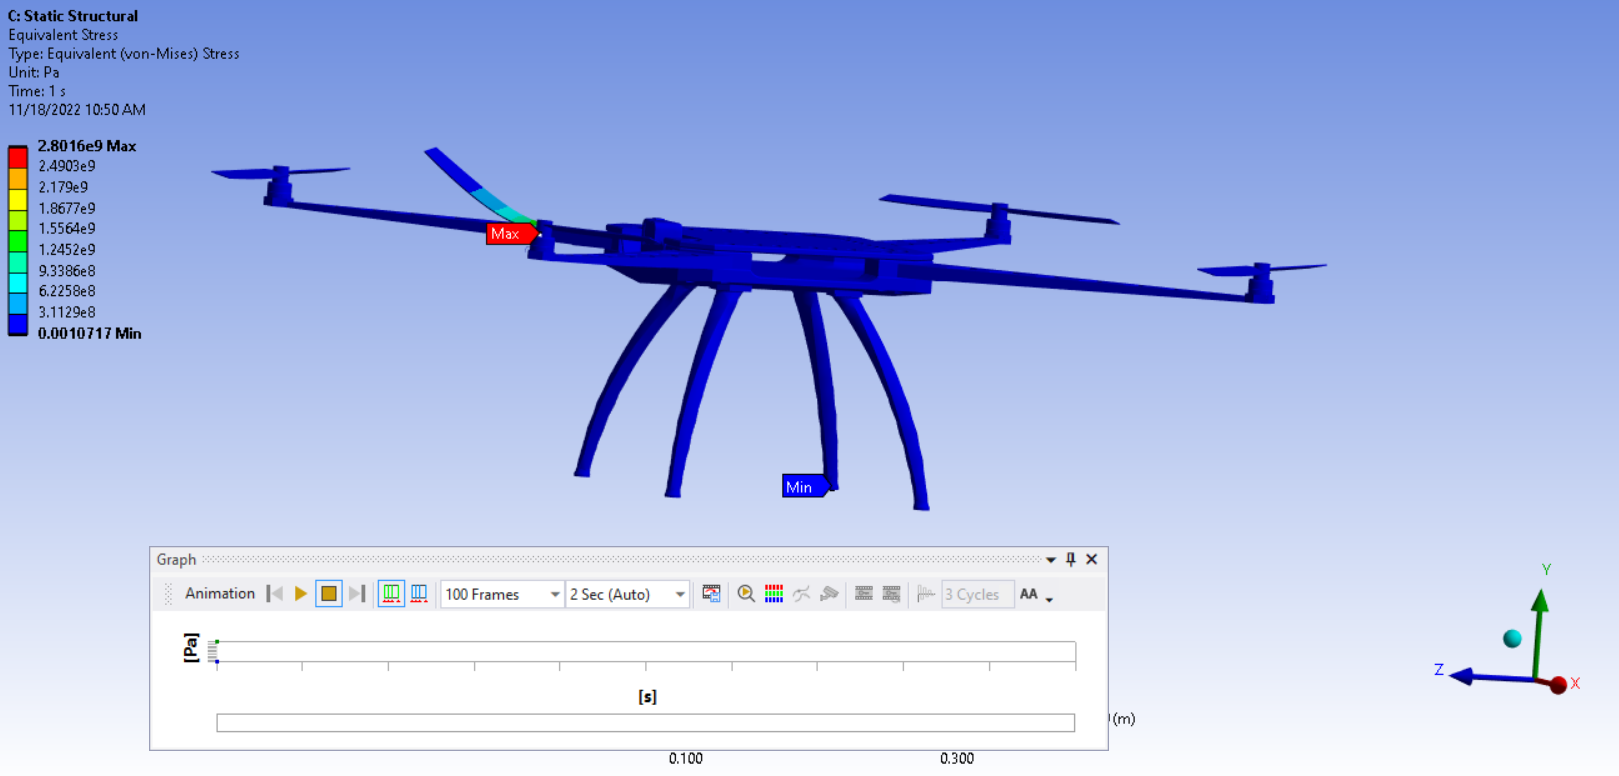 C: Static Structural
Equivalent Stress
Type: Equivalent (von-Mises) Stress
Unit: Pa
Time: 1 s
11/18/2022 10:50 AM
2.8016e9 Max
2.4903e9
2.179e9
1.8677e9
1.5564e9
1.2452e9
9.3386e8
6.2258e8
3.1129e8
0.0010717 Min
Max
Min
Graph
Animation 100 Frames 2 Sec (Auto) 3 Cycles AA
[Pa]
[s]
(m)
0.100 0.300
Y
Z
X